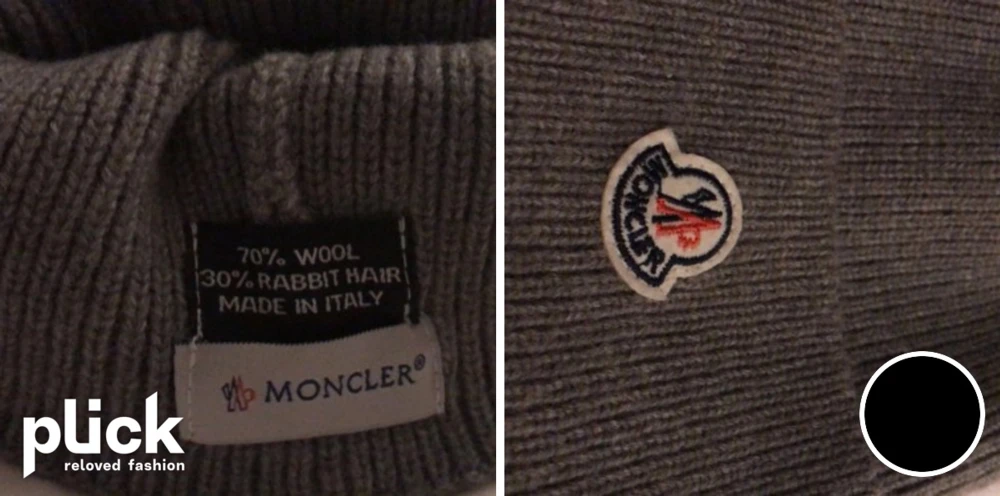 70% WOOL
30% RABBIT HAIR
MADE IN ITALY
MONCLER®
plick
reloved fashion
MONCLER